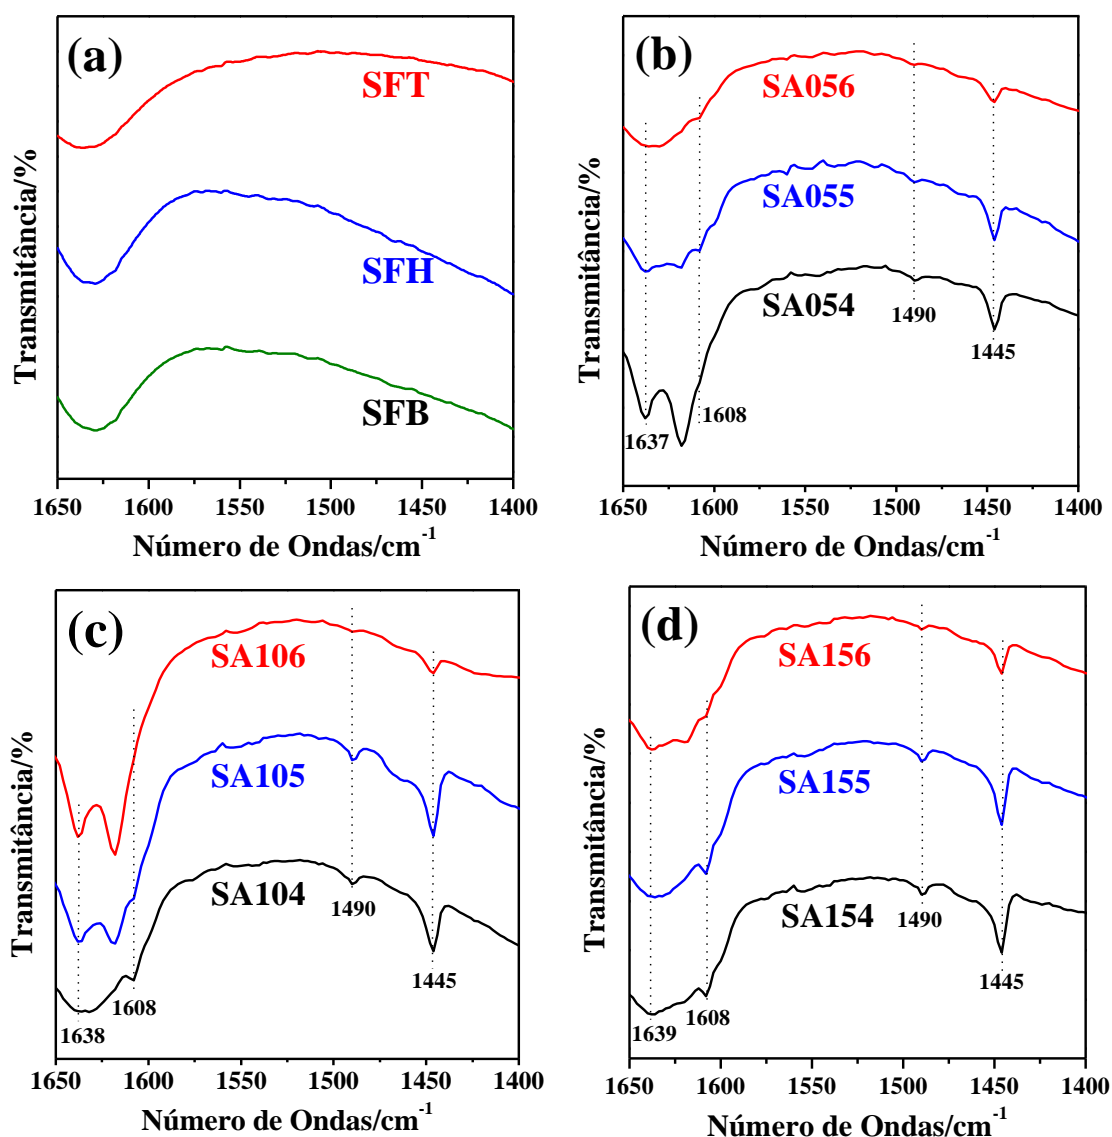 (a)
SFT
SFH
SFB
Transmitância/%
1650 1600 1550 1500 1450 1400
Número de Ondas/cm⁻¹
(b)
SA056
SA055
SA054
1490
1445
1608
1637
Transmitância/%
1650 1600 1550 1500 1450 1400
Número de Ondas/cm⁻¹
(c)
SA106
SA105
SA104
1490
1445
1608
1638
Transmitância/%
1650 1600 1550 1500 1450 1400
Número de Ondas/cm⁻¹
(d)
SA156
SA155
SA154
1490
1445
1608
1639
Transmitância/%
1650 1600 1550 1500 1450 1400
Número de Ondas/cm⁻¹